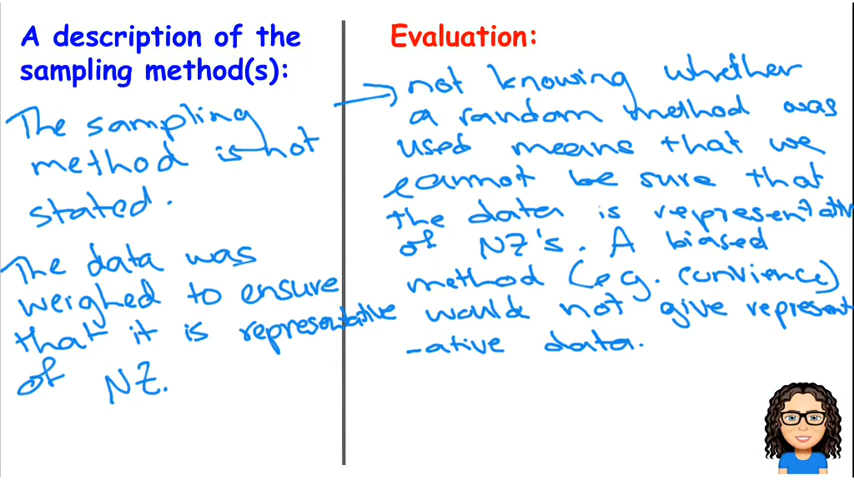 A description of the
sampling method(s):
The sampling
method is not
stated.
The data was
weighed to ensure
that it is representative
of NZ.
Evaluation:
not knowing whether
a random method was
used means that we
cannot be sure that
the data is representative
of NZ's. A biased
method (eg. convience)
would not give represent
-ative data.